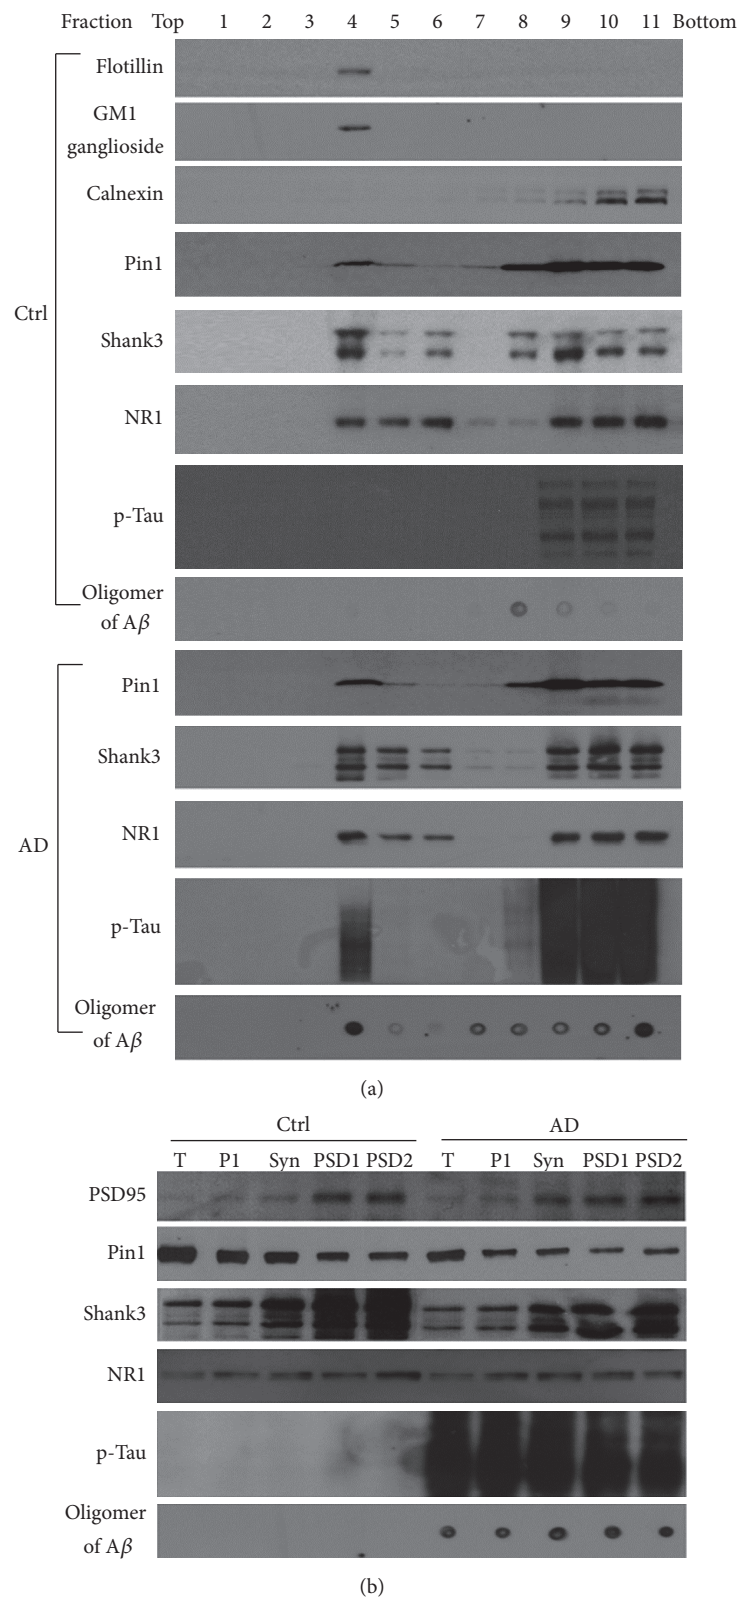 Fraction Top 1 2 3 4 5 6 7 8 9 10 11 Bottom
Flotillin
GM1
ganglioside
Calnexin
Pin1
Ctrl
Shank3
NR1
p-Tau
Oligomer
of Aβ
Pin1
Shank3
AD
NR1
p-Tau
Oligomer
of Aβ
(a)
Ctrl AD
T P1 Syn PSD1 PSD2 T P1 Syn PSD1 PSD2
PSD95
Pin1
Shank3
NR1
p-Tau
Oligomer
of Aβ
(b)